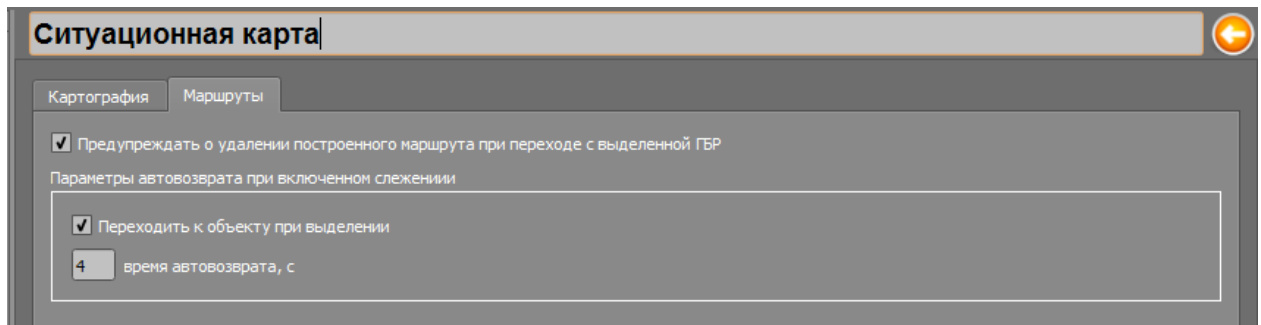 Ситуационная карта
Картография Маршруты
Предупреждать о удалении построенного маршрута при переходе с выделенной ГБР
Параметры автовозврата при включенном слежениии
Переходить к объекту при выделении
4 время автовозврата, с